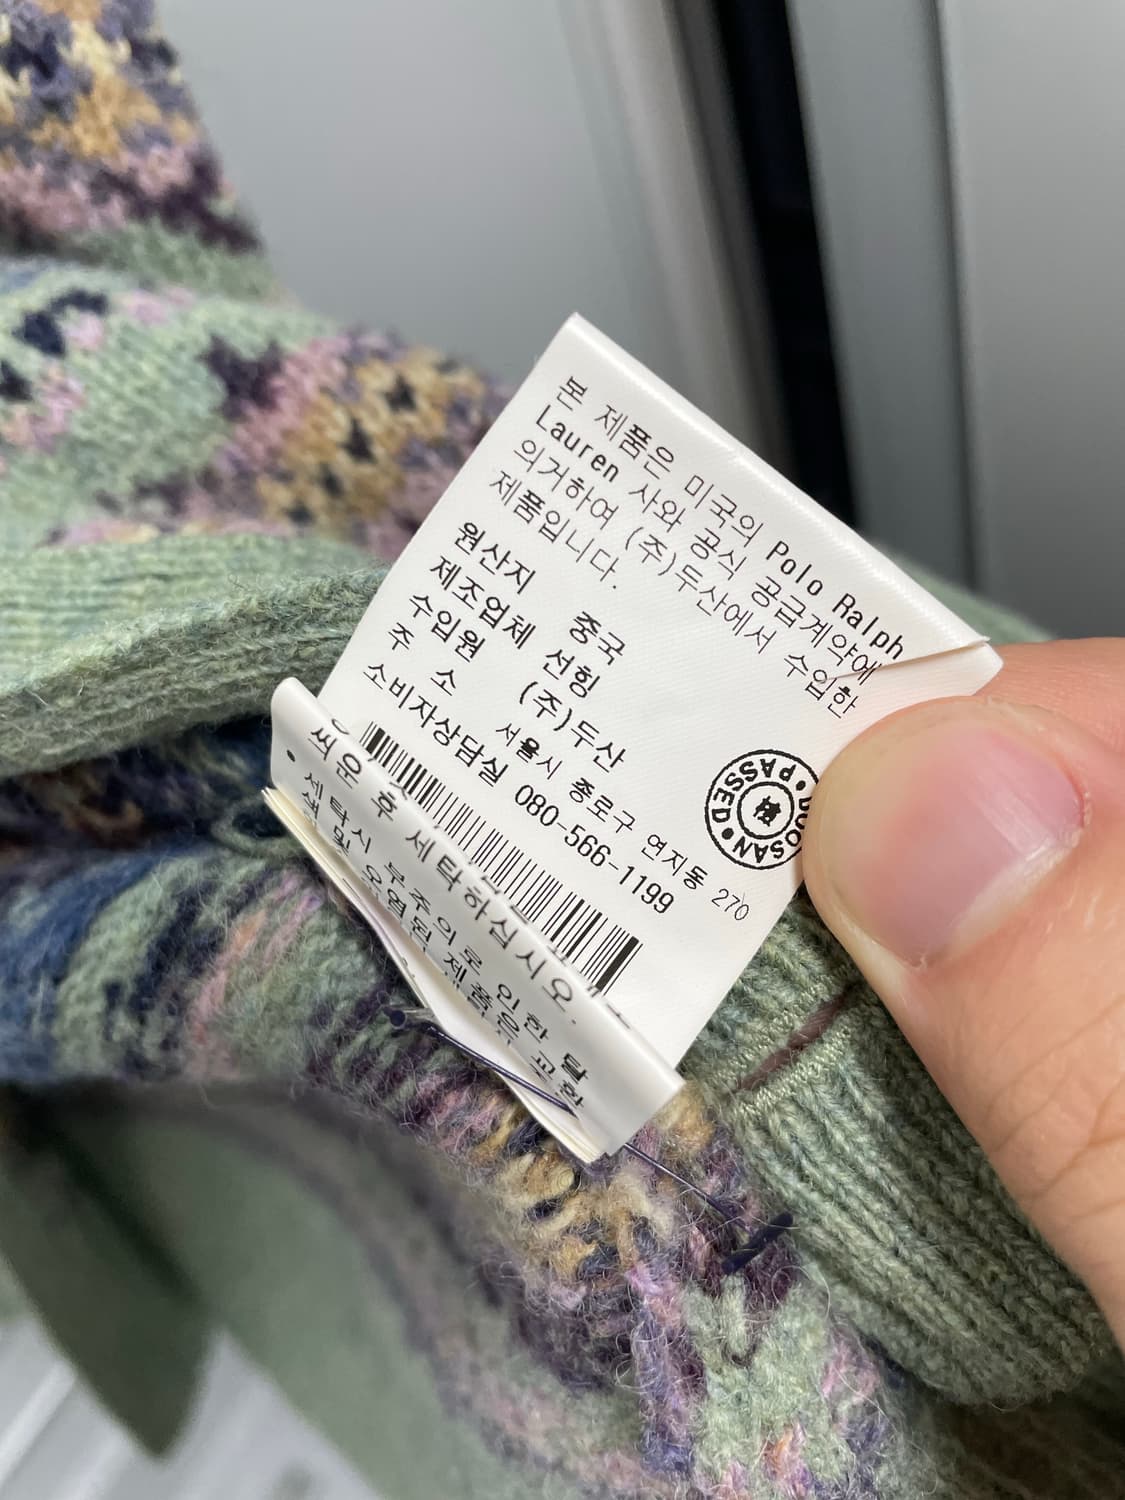 본 제품은 미국의 Polo Ralph
Lauren 사와 공식 공급계약에
의거하여 (주)두산에서 수입한
제품입니다.
원산지 중국
제조업체 선힝
수입원 (주)두산
주 소 서울시 종로구 연지동 270
소비자상담실 080-566-1199
PASSED DOOSAN
씌운 후 세탁하십시오.
• 세탁시 부주의로 인한 탈
색 및 오염된 제품은 교환